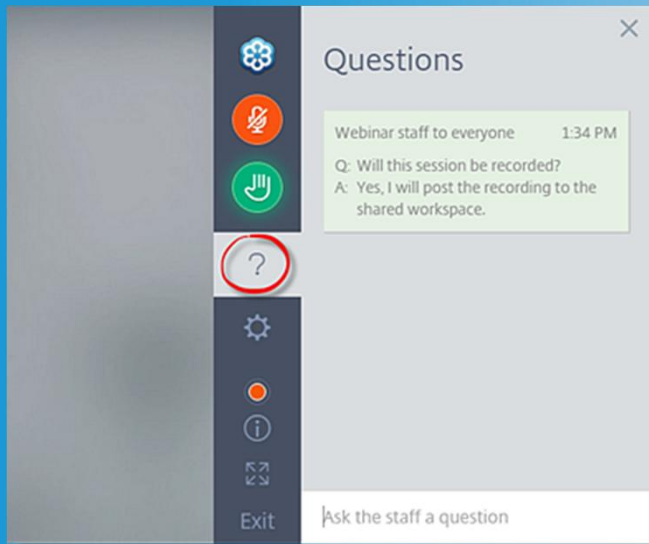 Questions
Webinar staff to everyone 1:34 PM
Q: Will this session be recorded?
A: Yes, I will post the recording to the
shared workspace.
?
Exit
Ask the staff a question